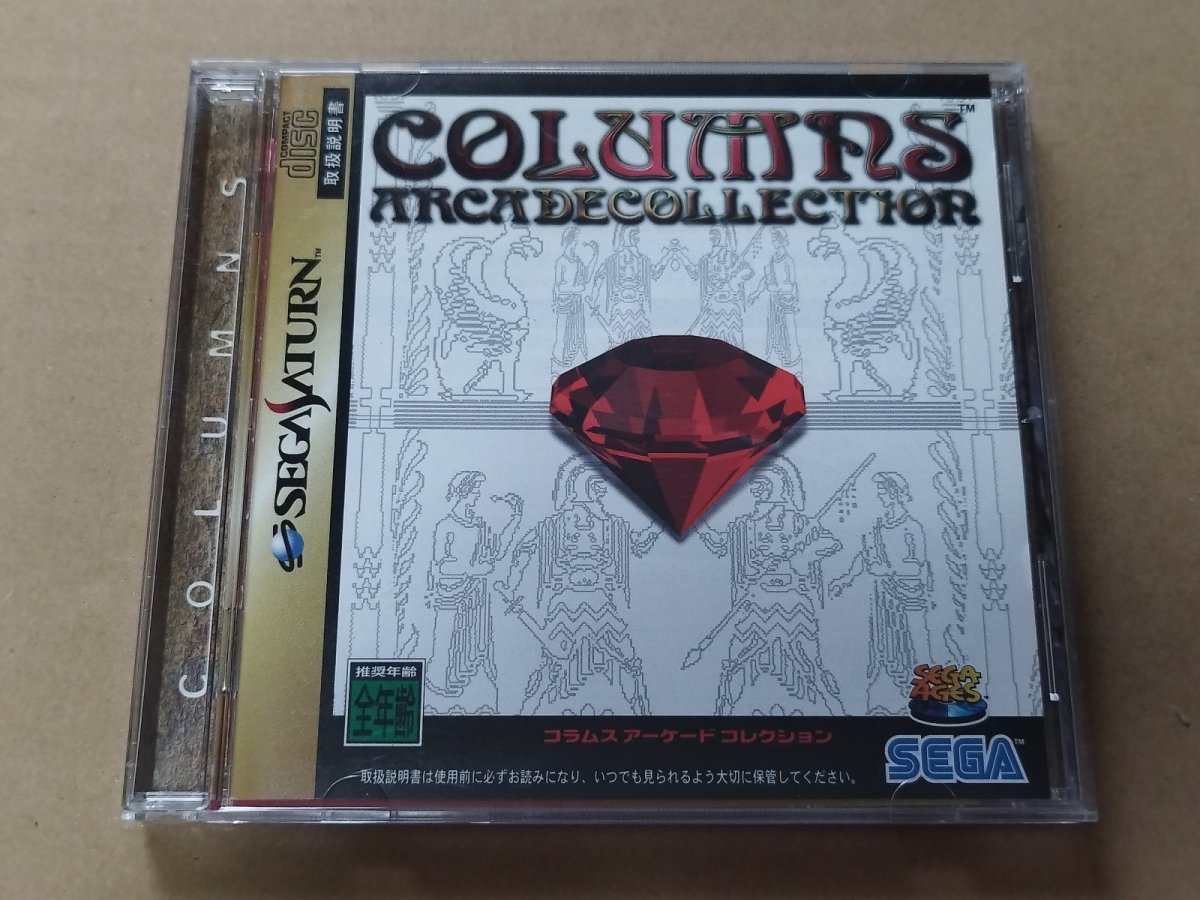 COLUMNS
COMPACT
disc
取扱説明書
SEGA SATURN™
COLUMNS™
ARCADE COLLECTION
推奨年齢
全年齢
SEGA
AGES
コラムス アーケード コレクション
SEGA™
取扱説明書は使用前に必ずお読みになり、いつでも見られるよう大切に保管してください。